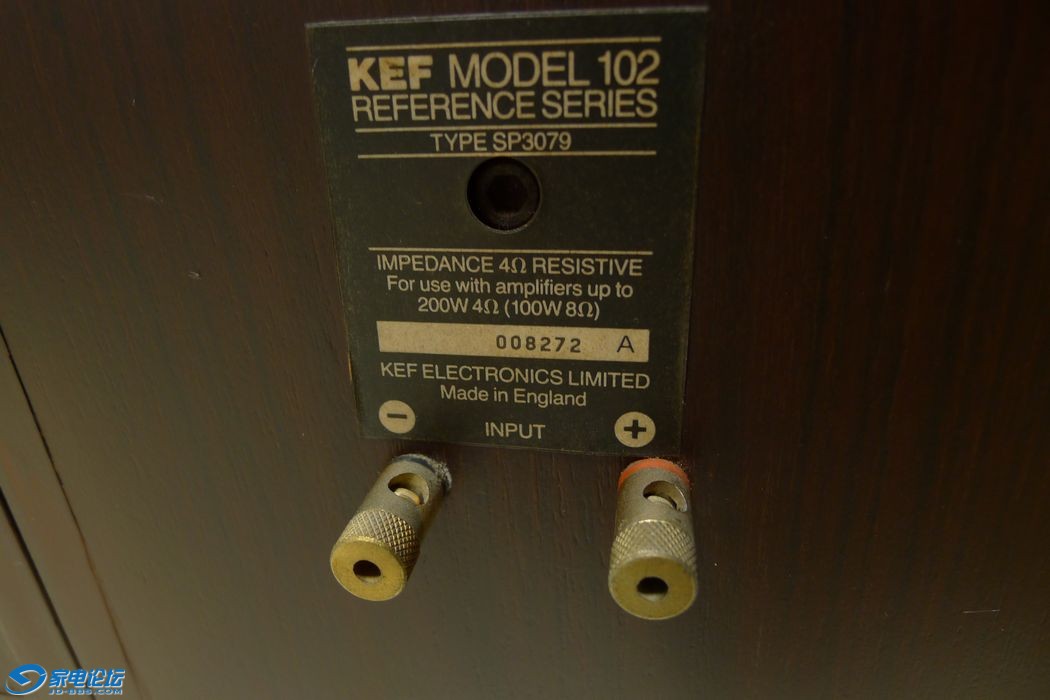 KEF MODEL 102
REFERENCE SERIES
TYPE SP3079
IMPEDANCE 4Ω RESISTIVE
For use with amplifiers up to
200W 4Ω (100W 8Ω)
008272 A
KEF ELECTRONICS LIMITED
Made in England
- INPUT +
家电论坛
JD-BBS.COM